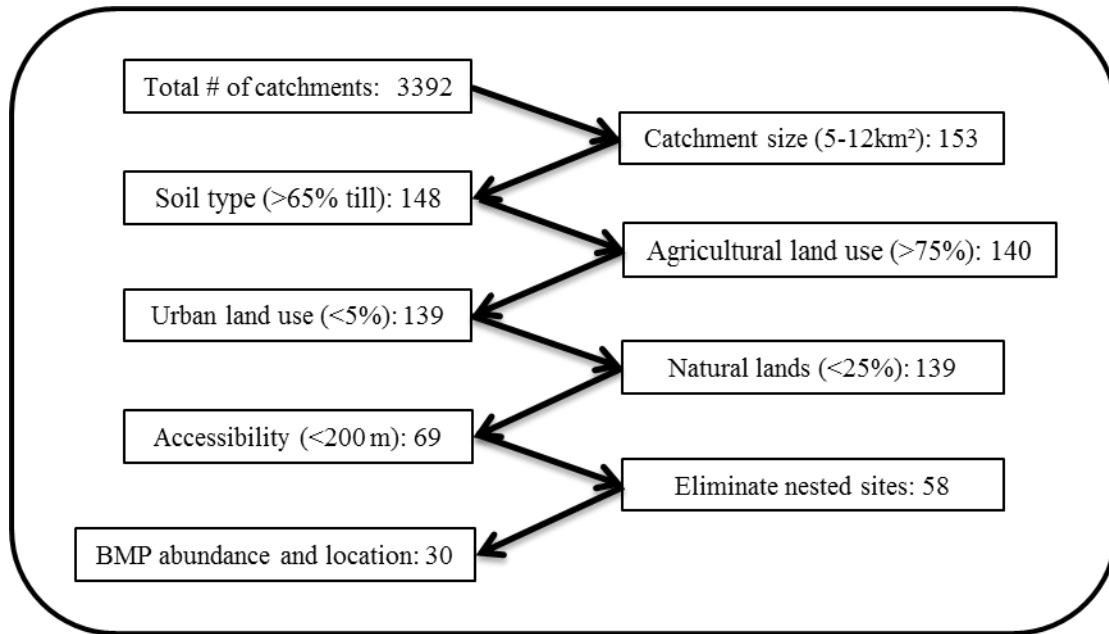 Total # of catchments: 3392
Catchment size (5-12km²): 153
Soil type (>65% till): 148
Agricultural land use (>75%): 140
Urban land use (<5%): 139
Natural lands (<25%): 139
Accessibility (<200 m): 69
Eliminate nested sites: 58
BMP abundance and location: 30